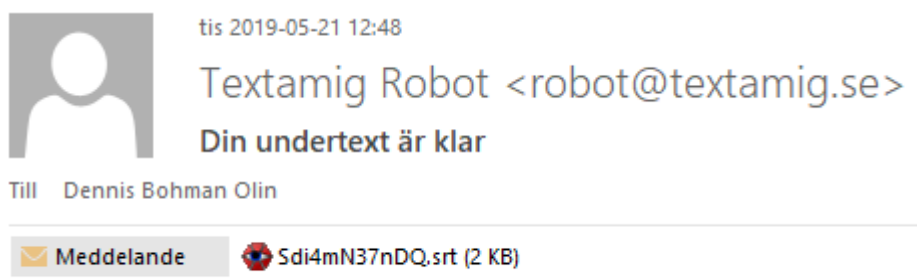 tis 2019-05-21 12:48
Textamig Robot <robot@textamig.se>
Din undertext är klar
Till Dennis Bohman Olin
Meddelande Sdi4mN37nDQ.srt (2 KB)